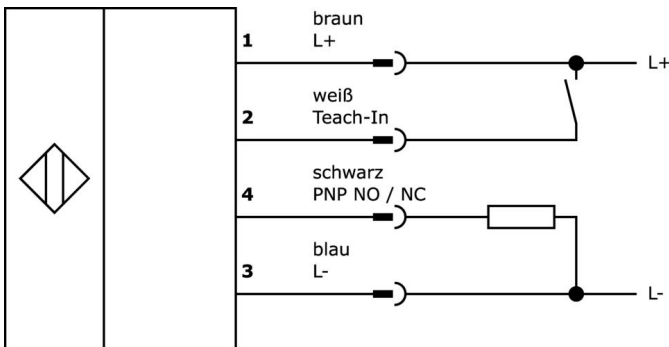 braun
1 L+ L+
weiß
2 Teach-In
schwarz
4 PNP NO / NC
blau
3 L- L-